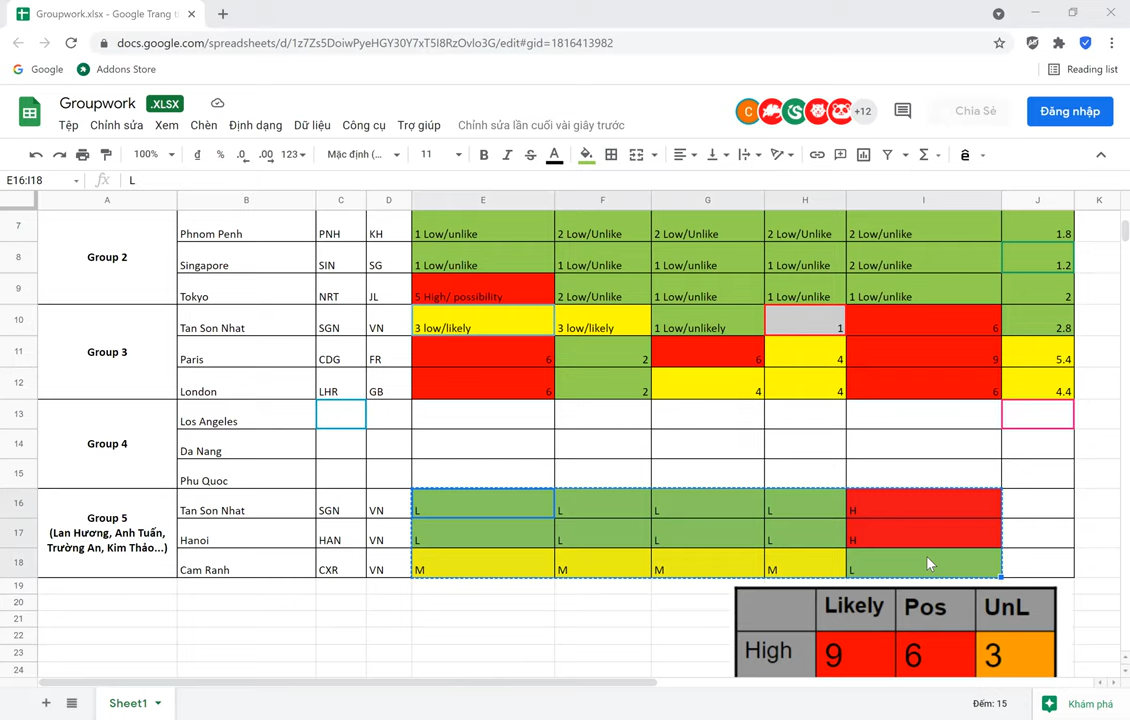 Groupwork.xlsx - Google Trang t
docs.google.com/spreadsheets/d/1z7Zs5DoiwPyeHGY30Y7xT5I8RzOvlo3G/edit#gid=1816413982
Google Addons Store Reading list
Groupwork .XLSX
C +12 Chia Sẻ Đăng nhập
Tệp Chỉnh sửa Xem Chèn Định dạng Dữ liệu Công cụ Trợ giúp Chỉnh sửa lần cuối vài giây trước
100% ₫ % .0 .00 123 Mặc định (... 11 B I S A Σ ê
E16:I18 fx L
A B C D E F G H I J K
7 Phnom Penh PNH KH 1 Low/unlike 2 Low/Unlike 2 Low/Unlike 2 Low/Unlike 2 Low/unlike 1.8
8 Group 2 Singapore SIN SG 1 Low/unlike 1 Low/Unlike 1 Low/unlike 1 Low/unlike 2 Low/unlike 1.2
9 Tokyo NRT JL 5 High/ possibility 2 Low/Unlike 1 Low/unlike 1 Low/unlike 1 Low/unlike 2
10 Tan Son Nhat SGN VN 3 low/likely 3 low/likely 1 Low/unlikely 1 6 2.8
11 Group 3 Paris CDG FR 6 2 6 4 9 5.4
12 London LHR GB 6 2 4 4 6 4.4
13 Los Angeles
14 Group 4 Da Nang
15 Phu Quoc
16 Tan Son Nhat SGN VN L L L L H
Group 5
17 (Lan Hương, Anh Tuấn, Hanoi HAN VN L L L L H
Trường An, Kim Thảo...)
18 Cam Ranh CXR VN M M M M L
19
20 Likely Pos UnL
21
22
23 High 9 6 3
24
Sheet1 Đếm: 15 Khám phá